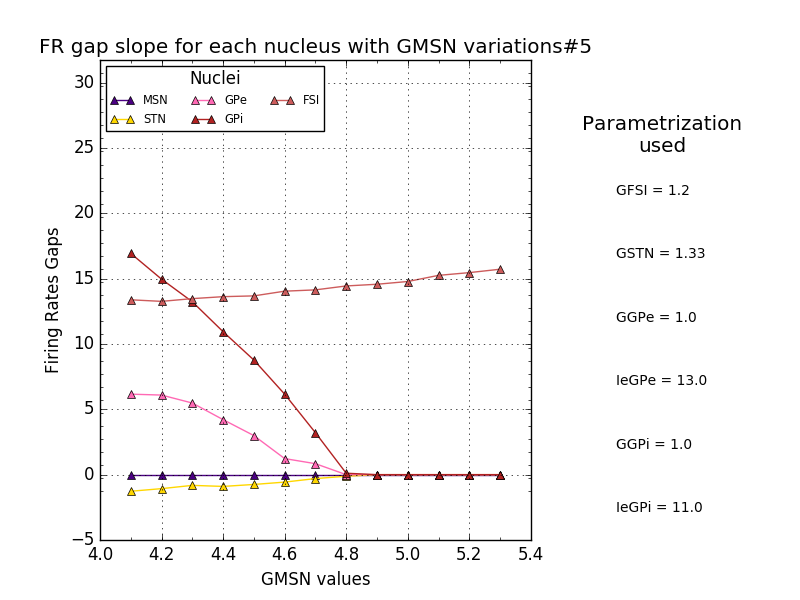 FR gap slope for each nucleus with GMSN variations#5
Nuclei
MSN GPe FSI
STN GPi
30
25
20
15
10
5
0
−5
4.0 4.2 4.4 4.6 4.8 5.0 5.2 5.4
Firing Rates Gaps
GMSN values
Parametrization
used
GFSI = 1.2
GSTN = 1.33
GGPe = 1.0
IeGPe = 13.0
GGPi = 1.0
IeGPi = 11.0